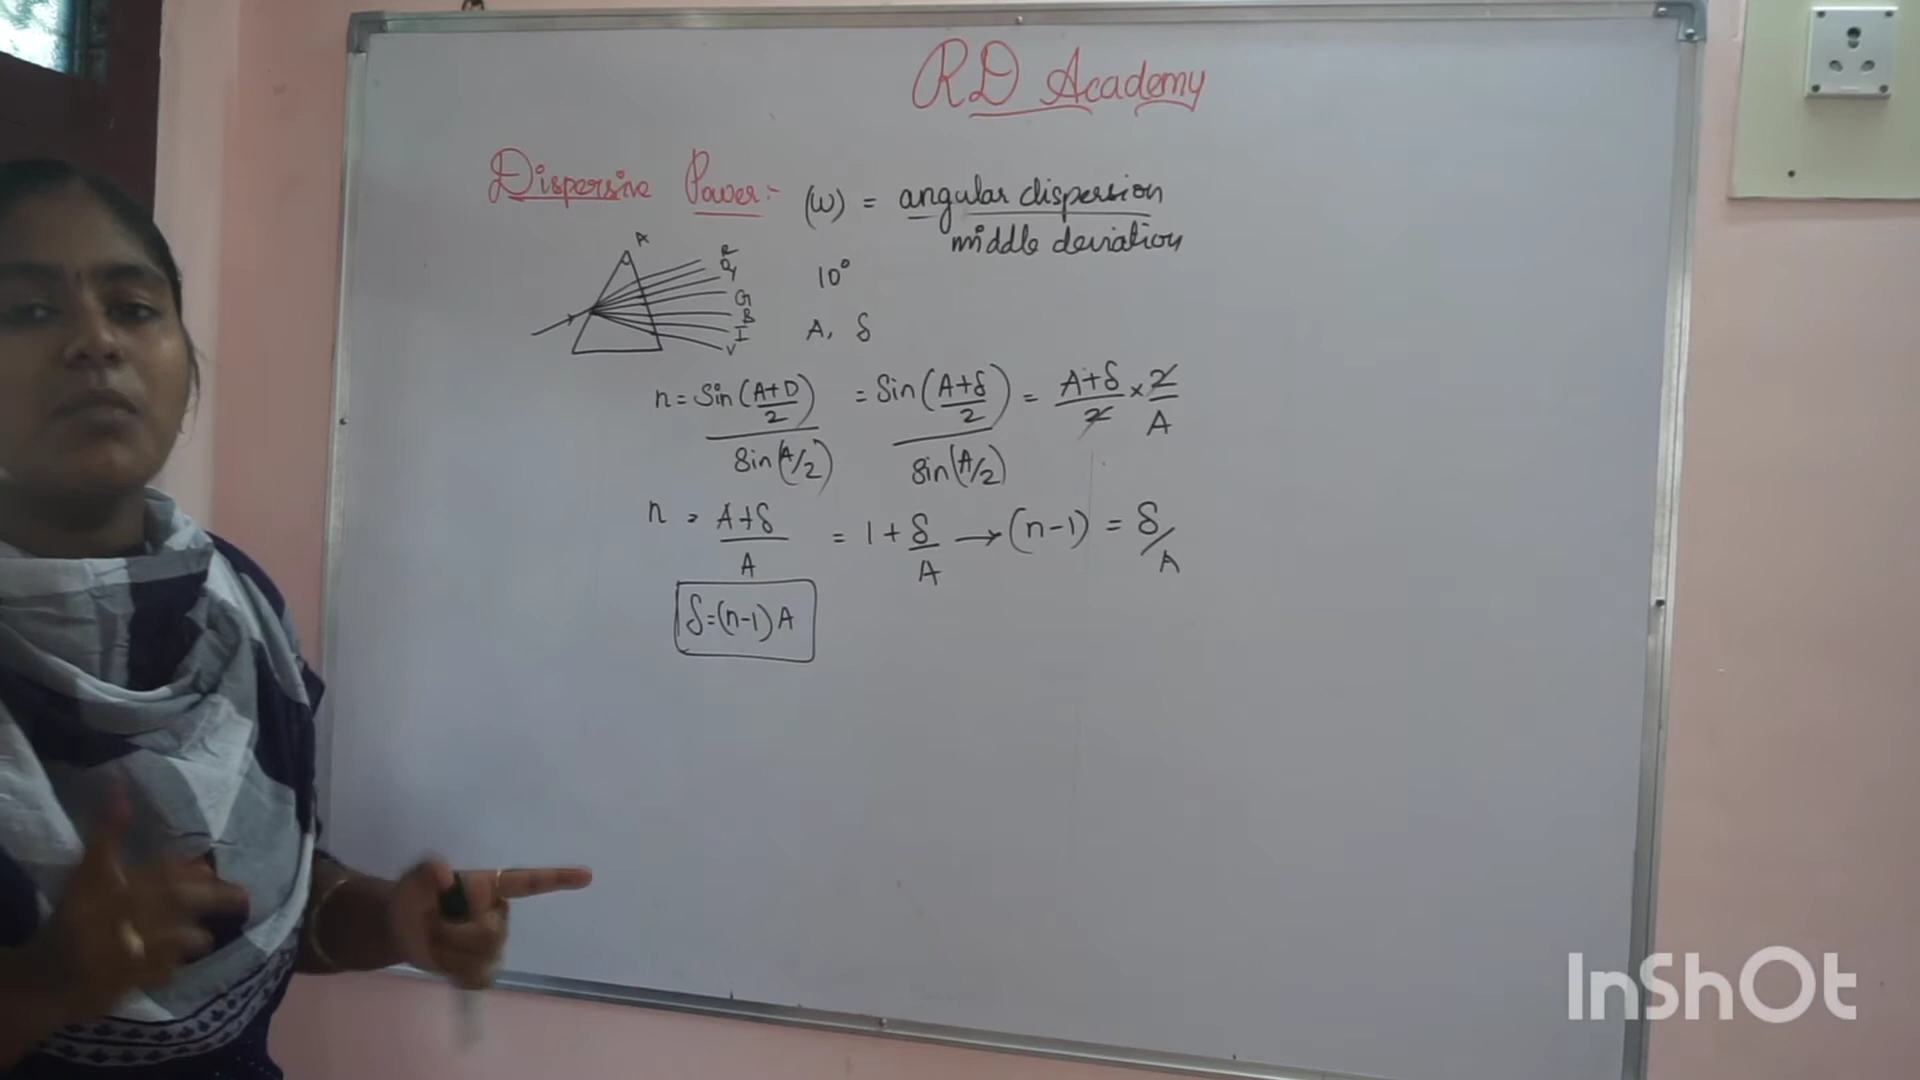 RD Academy
Dispersive Power:- (ω) = angular dispersion / middle deviation
A
R
O
Y
G
B
I
V
10°
A, δ
n = Sin (A+D/2) / Sin (A/2) = Sin (A+δ/2) / Sin (A/2) = A+δ/2 × 2/A
n = A+δ/A = 1 + δ/A → (n-1) = δ/A
δ=(n-1) A
InShOt